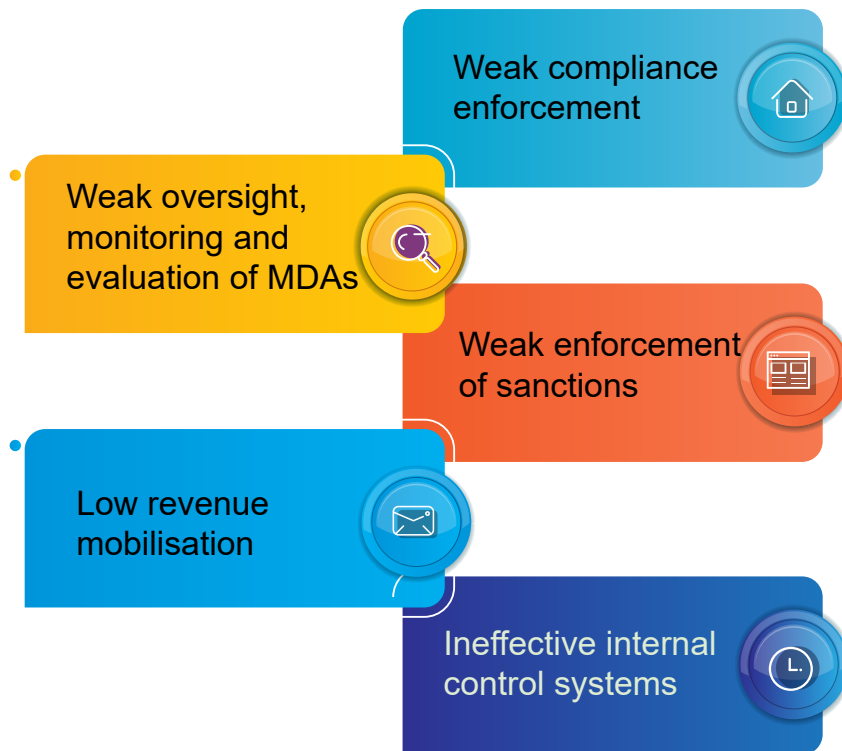 Weak compliance
enforcement
Weak oversight,
monitoring and
evaluation of MDAs
Weak enforcement
of sanctions
Low revenue
mobilisation
Ineffective internal
control systems